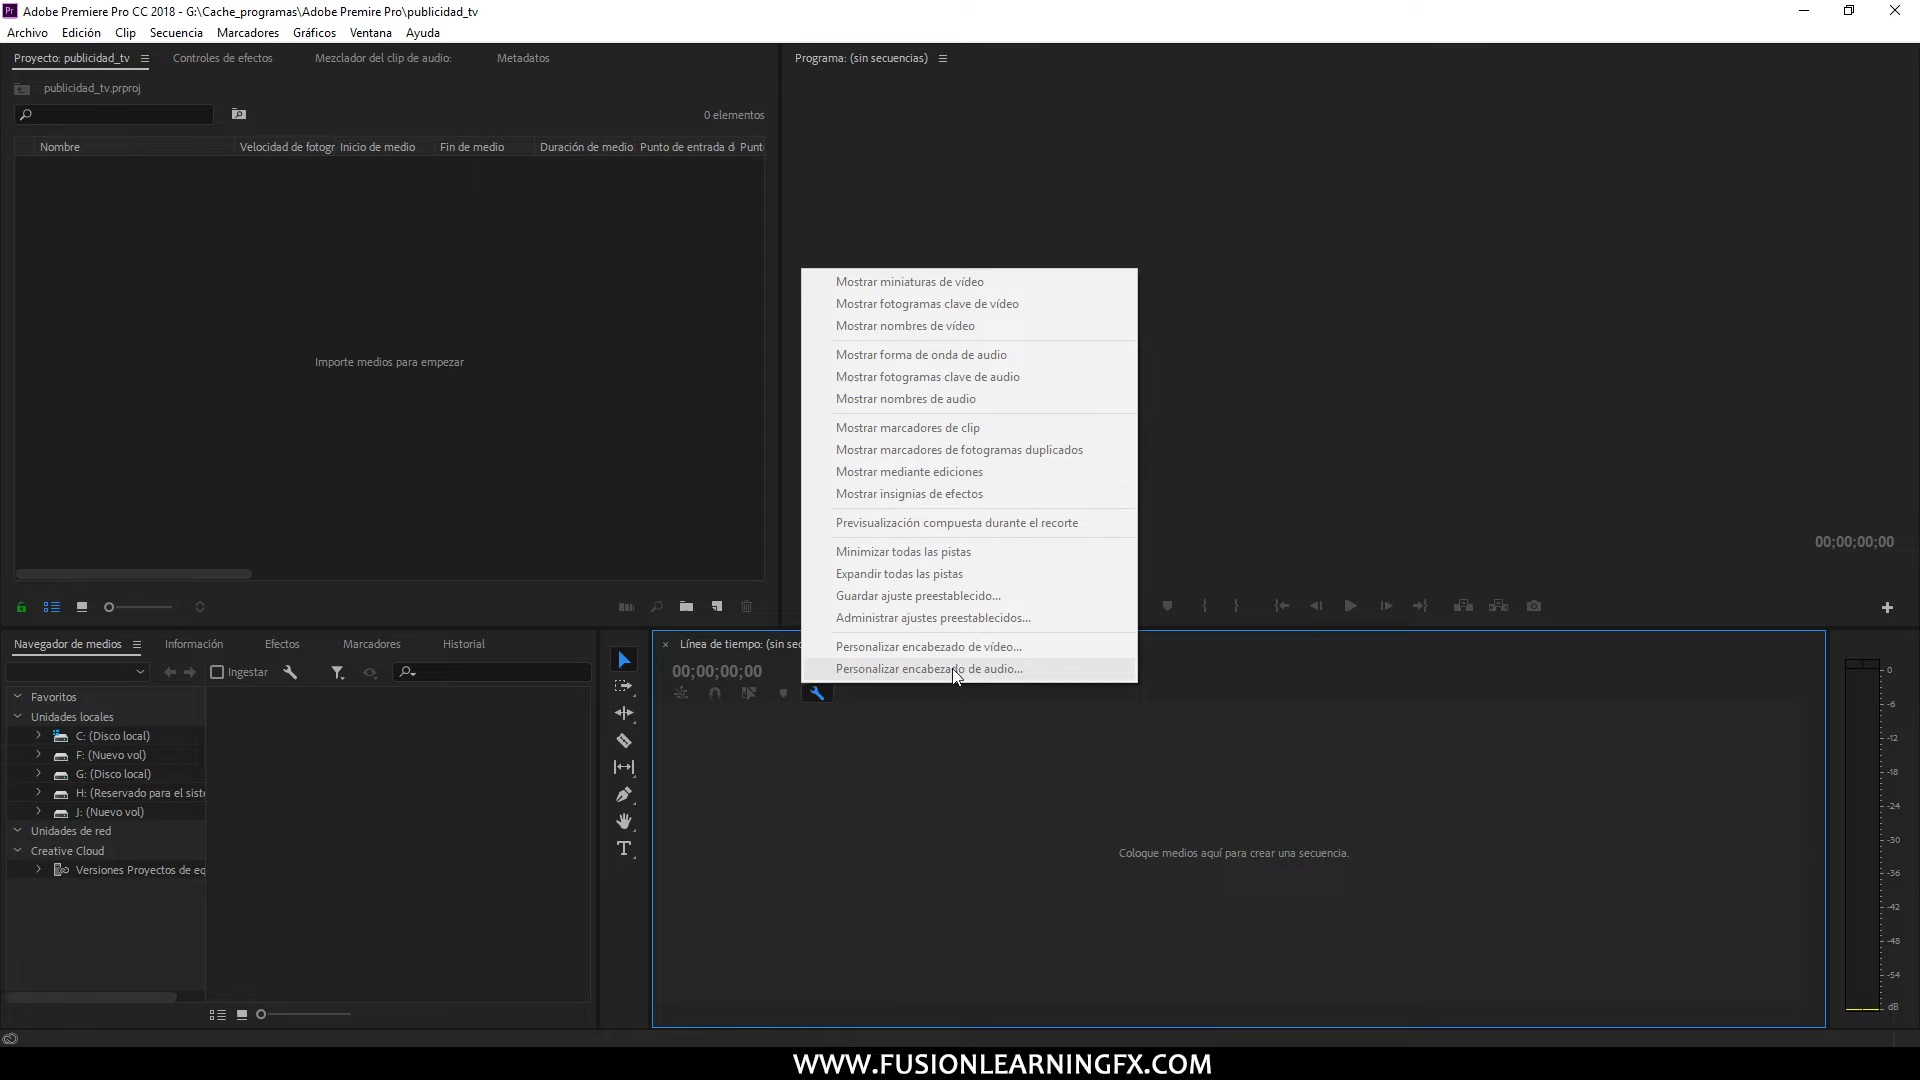 Pr Adobe Premiere Pro CC 2018 - G:\Cache_programas\Adobe Premire Pro\publicidad_tv
Archivo Edición Clip Secuencia Marcadores Gráficos Ventana Ayuda
Proyecto: publicidad_tv Controles de efectos Mezclador del clip de audio: Metadatos
publicidad_tv.prproj
0 elementos
Nombre Velocidad de fotogr Inicio de medio Fin de medio Duración de medio Punto de entrada d Punt
Importe medios para empezar
Programa: (sin secuencias)
00;00;00;00
Mostrar miniaturas de vídeo
Mostrar fotogramas clave de vídeo
Mostrar nombres de vídeo
Mostrar forma de onda de audio
Mostrar fotogramas clave de audio
Mostrar nombres de audio
Mostrar marcadores de clip
Mostrar marcadores de fotogramas duplicados
Mostrar mediante ediciones
Mostrar insignias de efectos
Previsualización compuesta durante el recorte
Minimizar todas las pistas
Expandir todas las pistas
Guardar ajuste preestablecido...
Administrar ajustes preestablecidos...
Personalizar encabezado de vídeo...
Personalizar encabezado de audio...
Navegador de medios Información Efectos Marcadores Historial
Ingestar
Favoritos
Unidades locales
C: (Disco local)
F: (Nuevo vol)
G: (Disco local)
H: (Reservado para el siste
J: (Nuevo vol)
Unidades de red
Creative Cloud
Versiones Proyectos de eq
Línea de tiempo: (sin sec
00;00;00;00
Coloque medios aquí para crear una secuencia.
0
-6
-12
-18
-24
-30
-36
-42
-48
-54
dB
WWW.FUSIONLEARNINGFX.COM